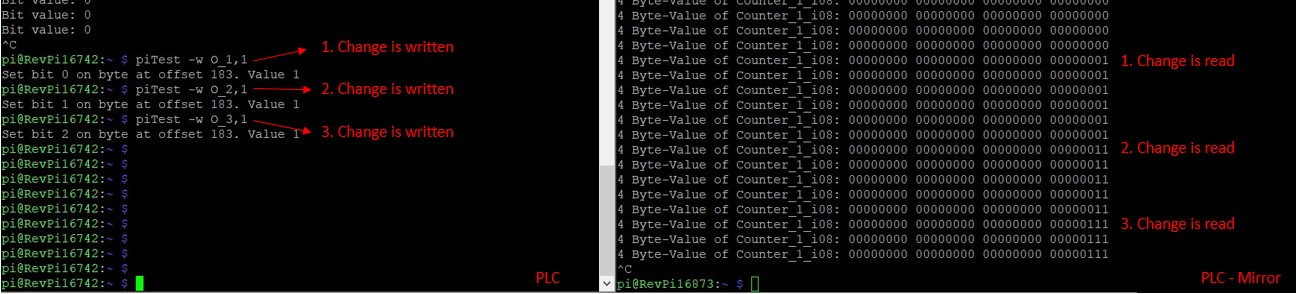 Bit value: 0
Bit value: 0
Bit value: 0
^C
pi@RevPi16742:~ $ piTest -w O_1,1
Set bit 0 on byte at offset 183. Value 1
pi@RevPi16742:~ $ piTest -w O_2,1
Set bit 1 on byte at offset 183. Value 1
pi@RevPi16742:~ $ piTest -w O_3,1
Set bit 2 on byte at offset 183. Value 1
pi@RevPi16742:~ $
pi@RevPi16742:~ $
pi@RevPi16742:~ $
pi@RevPi16742:~ $
pi@RevPi16742:~ $
pi@RevPi16742:~ $
pi@RevPi16742:~ $
pi@RevPi16742:~ $
pi@RevPi16742:~ $
pi@RevPi16742:~ $
1. Change is written
2. Change is written
3. Change is written
PLC
4 Byte-Value of Counter_1_i08: 00000000 00000000 00000000 00000000
4 Byte-Value of Counter_1_i08: 00000000 00000000 00000000 00000000
4 Byte-Value of Counter_1_i08: 00000000 00000000 00000000 00000000
4 Byte-Value of Counter_1_i08: 00000000 00000000 00000000 00000000
4 Byte-Value of Counter_1_i08: 00000000 00000000 00000000 00000001
4 Byte-Value of Counter_1_i08: 00000000 00000000 00000000 00000001
4 Byte-Value of Counter_1_i08: 00000000 00000000 00000000 00000001
4 Byte-Value of Counter_1_i08: 00000000 00000000 00000000 00000001
4 Byte-Value of Counter_1_i08: 00000000 00000000 00000000 00000001
4 Byte-Value of Counter_1_i08: 00000000 00000000 00000000 00000001
4 Byte-Value of Counter_1_i08: 00000000 00000000 00000000 00000011
4 Byte-Value of Counter_1_i08: 00000000 00000000 00000000 00000011
4 Byte-Value of Counter_1_i08: 00000000 00000000 00000000 00000011
4 Byte-Value of Counter_1_i08: 00000000 00000000 00000000 00000011
4 Byte-Value of Counter_1_i08: 00000000 00000000 00000000 00000011
4 Byte-Value of Counter_1_i08: 00000000 00000000 00000000 00000111
4 Byte-Value of Counter_1_i08: 00000000 00000000 00000000 00000111
4 Byte-Value of Counter_1_i08: 00000000 00000000 00000000 00000111
^C
pi@RevPi16873:~ $
1. Change is read
2. Change is read
3. Change is read
PLC - Mirror